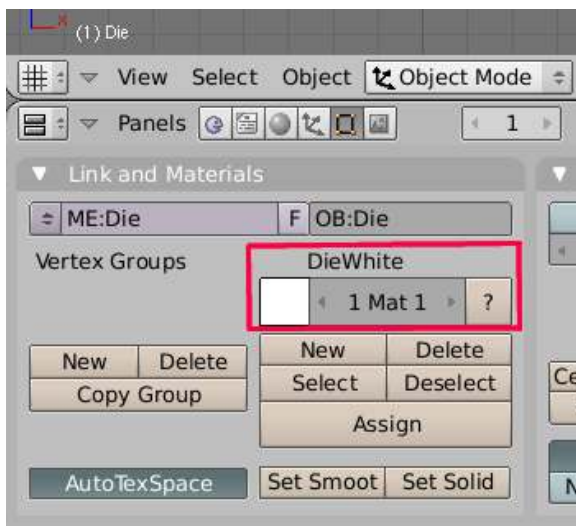 x
(1) Die
View Select Object Object Mode
Panels 1
Link and Materials
ME:Die F OB:Die
Vertex Groups DieWhite
1 Mat 1 ?
New Delete New Delete
Copy Group Select Deselect
Assign
AutoTexSpace Set Smoot Set Solid
Ce
N